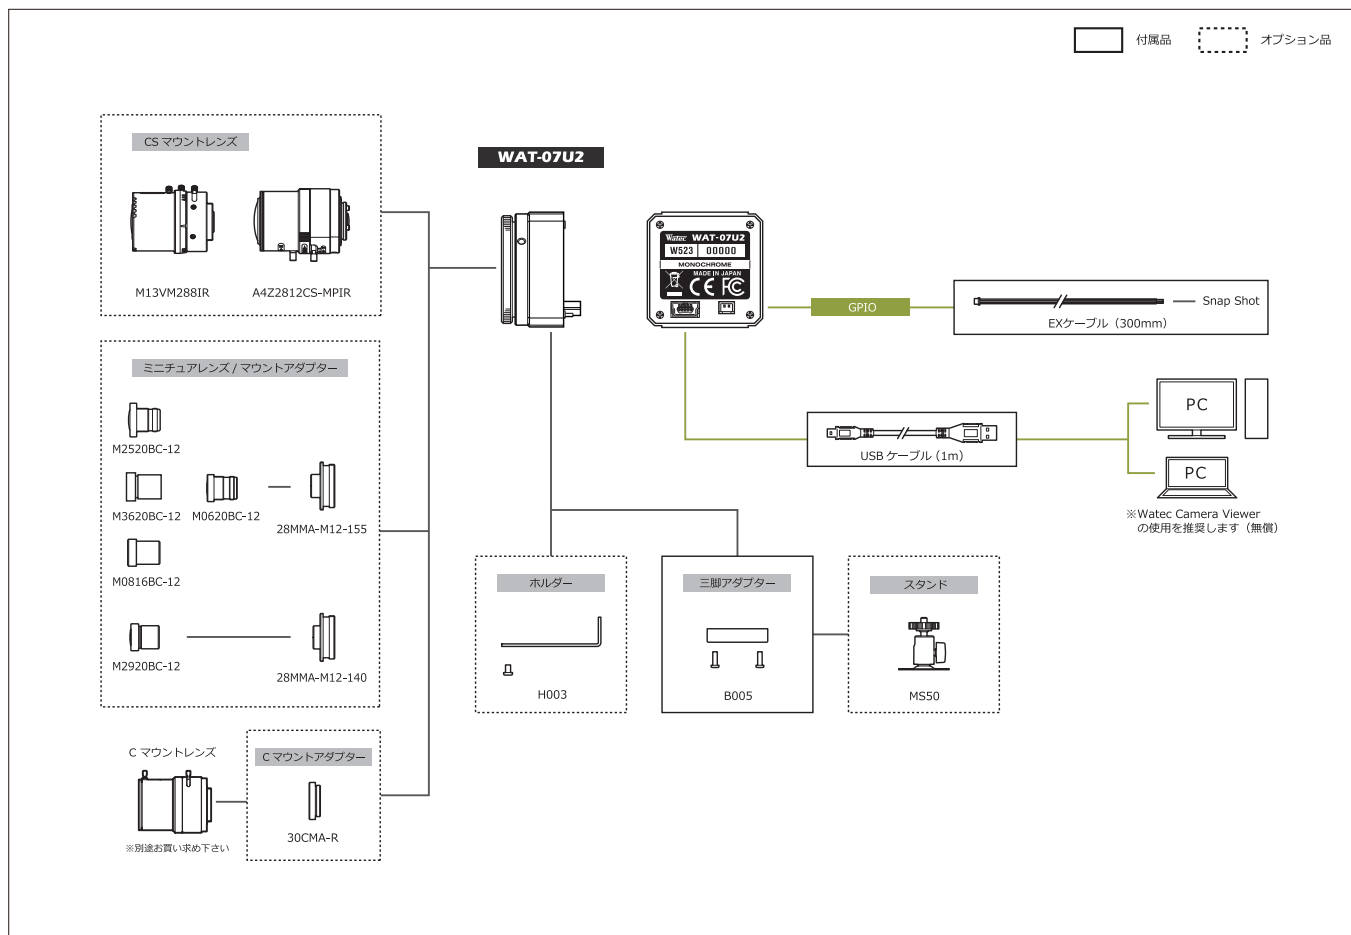 付属品
オプション品
CS マウントレンズ
M13VM288IR
A4Z2812CS-MPIR
WAT-07U2
Watec WAT-07U2
W523 00000
MONOCHROME
MADE IN JAPAN
CE FC
GPIO
Snap Shot
EXケーブル（300mm）
ミニチュアレンズ / マウントアダプター
M2520BC-12
M3620BC-12
M0620BC-12
28MMA-M12-155
M0816BC-12
M2920BC-12
28MMA-M12-140
USB ケーブル（1m）
PC
PC
※Watec Camera Viewer
の使用を推奨します（無償）
ホルダー
H003
三脚アダプター
B005
スタンド
MS50
C マウントレンズ
※別途お買い求め下さい
C マウントアダプター
30CMA-R